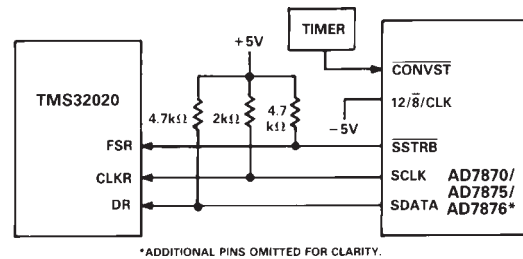 TIMER
+5V
CONVST
TMS32020
12/8/CLK
4.7kΩ
2kΩ
4.7
kΩ
−5V
FSR
SSTRB
CLKR
SCLK
AD7870/
AD7875/
AD7876*
DR
SDATA
*ADDITIONAL PINS OMITTED FOR CLARITY.